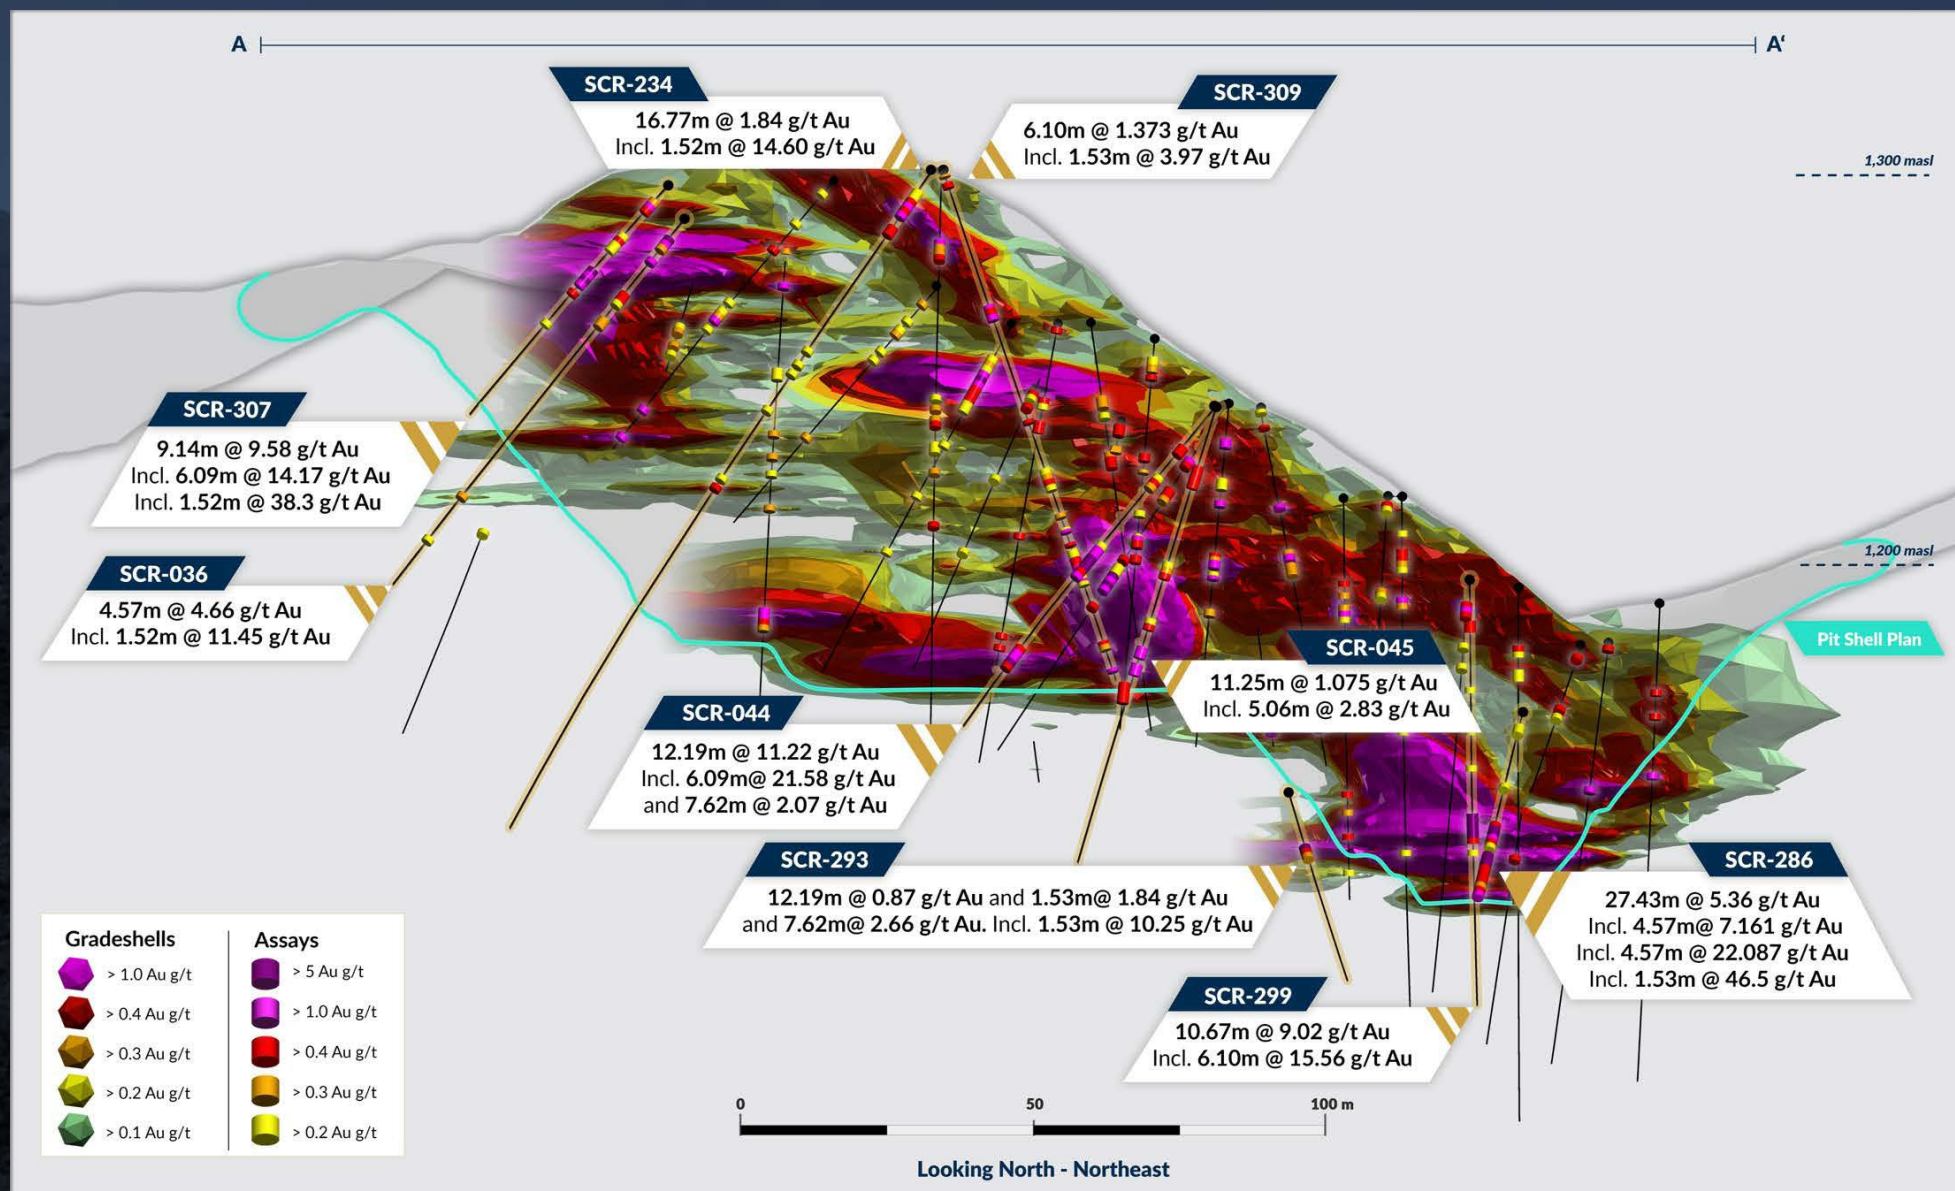 A
A'
SCR-234
16.77m @ 1.84 g/t Au
Incl. 1.52m @ 14.60 g/t Au
SCR-309
6.10m @ 1.373 g/t Au
Incl. 1.53m @ 3.97 g/t Au
1,300 masl
SCR-307
9.14m @ 9.58 g/t Au
Incl. 6.09m @ 14.17 g/t Au
Incl. 1.52m @ 38.3 g/t Au
SCR-036
4.57m @ 4.66 g/t Au
Incl. 1.52m @ 11.45 g/t Au
1,200 masl
Pit Shell Plan
SCR-045
11.25m @ 1.075 g/t Au
Incl. 5.06m @ 2.83 g/t Au
SCR-044
12.19m @ 11.22 g/t Au
Incl. 6.09m@ 21.58 g/t Au
and 7.62m @ 2.07 g/t Au
SCR-293
12.19m @ 0.87 g/t Au and 1.53m@ 1.84 g/t Au
and 7.62m@ 2.66 g/t Au. Incl. 1.53m @ 10.25 g/t Au
SCR-286
27.43m @ 5.36 g/t Au
Incl. 4.57m@ 7.161 g/t Au
Incl. 4.57m @ 22.087 g/t Au
Incl. 1.53m @ 46.5 g/t Au
SCR-299
10.67m @ 9.02 g/t Au
Incl. 6.10m @ 15.56 g/t Au
Gradeshells
> 1.0 Au g/t
> 0.4 Au g/t
> 0.3 Au g/t
> 0.2 Au g/t
> 0.1 Au g/t
Assays
> 5 Au g/t
> 1.0 Au g/t
> 0.4 Au g/t
> 0.3 Au g/t
> 0.2 Au g/t
0 50 100 m
Looking North - Northeast